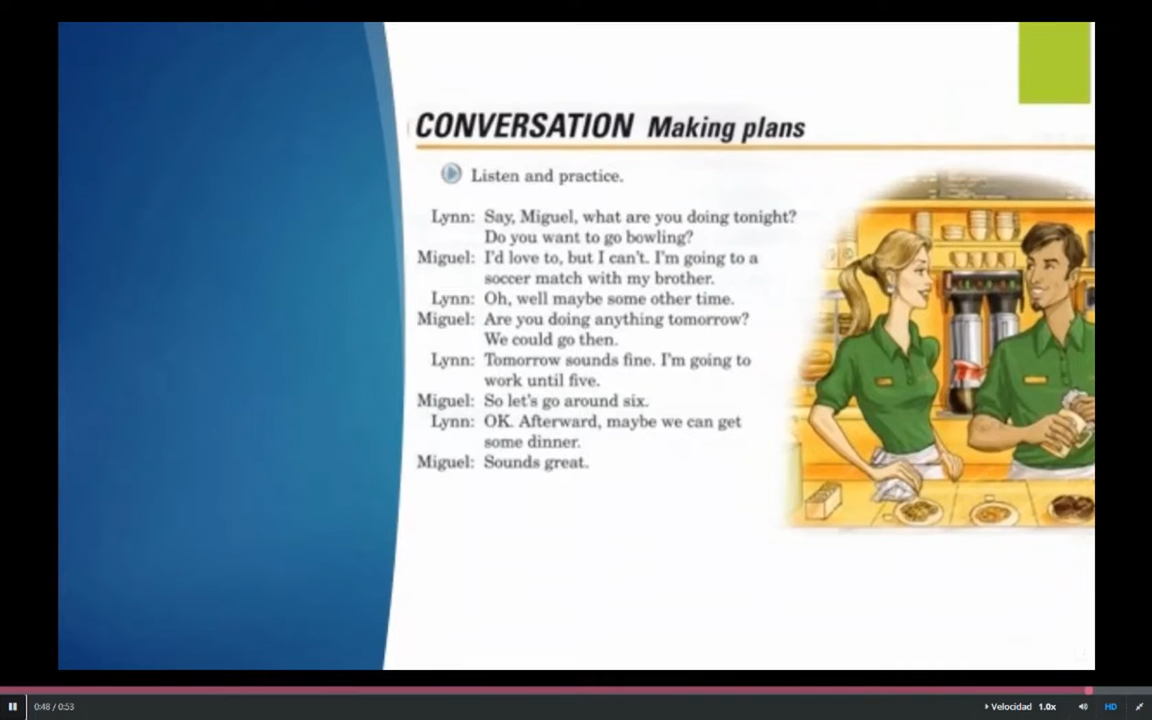 CONVERSATION Making plans
Listen and practice.
Lynn: Say, Miguel, what are you doing tonight?
Do you want to go bowling?
Miguel: I'd love to, but I can't. I'm going to a
soccer match with my brother.
Lynn: Oh, well maybe some other time.
Miguel: Are you doing anything tomorrow?
We could go then.
Lynn: Tomorrow sounds fine. I'm going to
work until five.
Miguel: So let's go around six.
Lynn: OK. Afterward, maybe we can get
some dinner.
Miguel: Sounds great.
0:48 / 0:53 Velocidad 1.0x HD